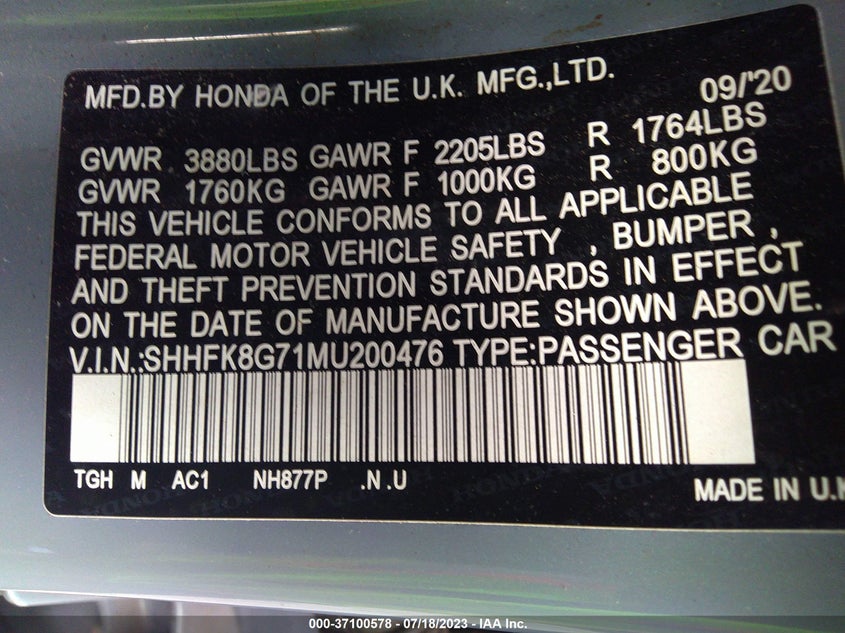 MFD.BY HONDA OF THE U.K. MFG.,LTD. 09/'20
GVWR 3880LBS GAWR F 2205LBS R 1764LBS
GVWR 1760KG GAWR F 1000KG R 800KG
THIS VEHICLE CONFORMS TO ALL APPLICABLE
FEDERAL MOTOR VEHICLE SAFETY , BUMPER ,
AND THEFT PREVENTION STANDARDS IN EFFECT
ON THE DATE OF MANUFACTURE SHOWN ABOVE.
V.I.N.:SHHFK8G71MU200476 TYPE:PASSENGER CAR
TGH M AC1 NH877P .N.U
MADE IN U.K
000-37100578 - 07/18/2023 - IAA Inc.